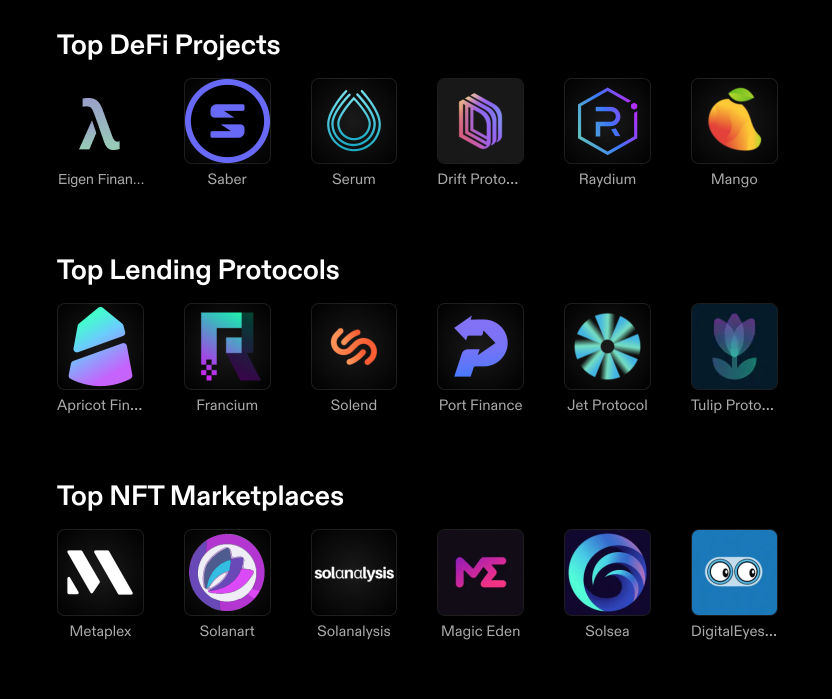 Top DeFi Projects
Eigen Finan... Saber Serum Drift Proto... Raydium Mango
Top Lending Protocols
Apricot Fin... Francium Solend Port Finance Jet Protocol Tulip Proto...
Top NFT Marketplaces
solanalysis
Metaplex Solanart Solanalysis Magic Eden Solsea DigitalEyes...